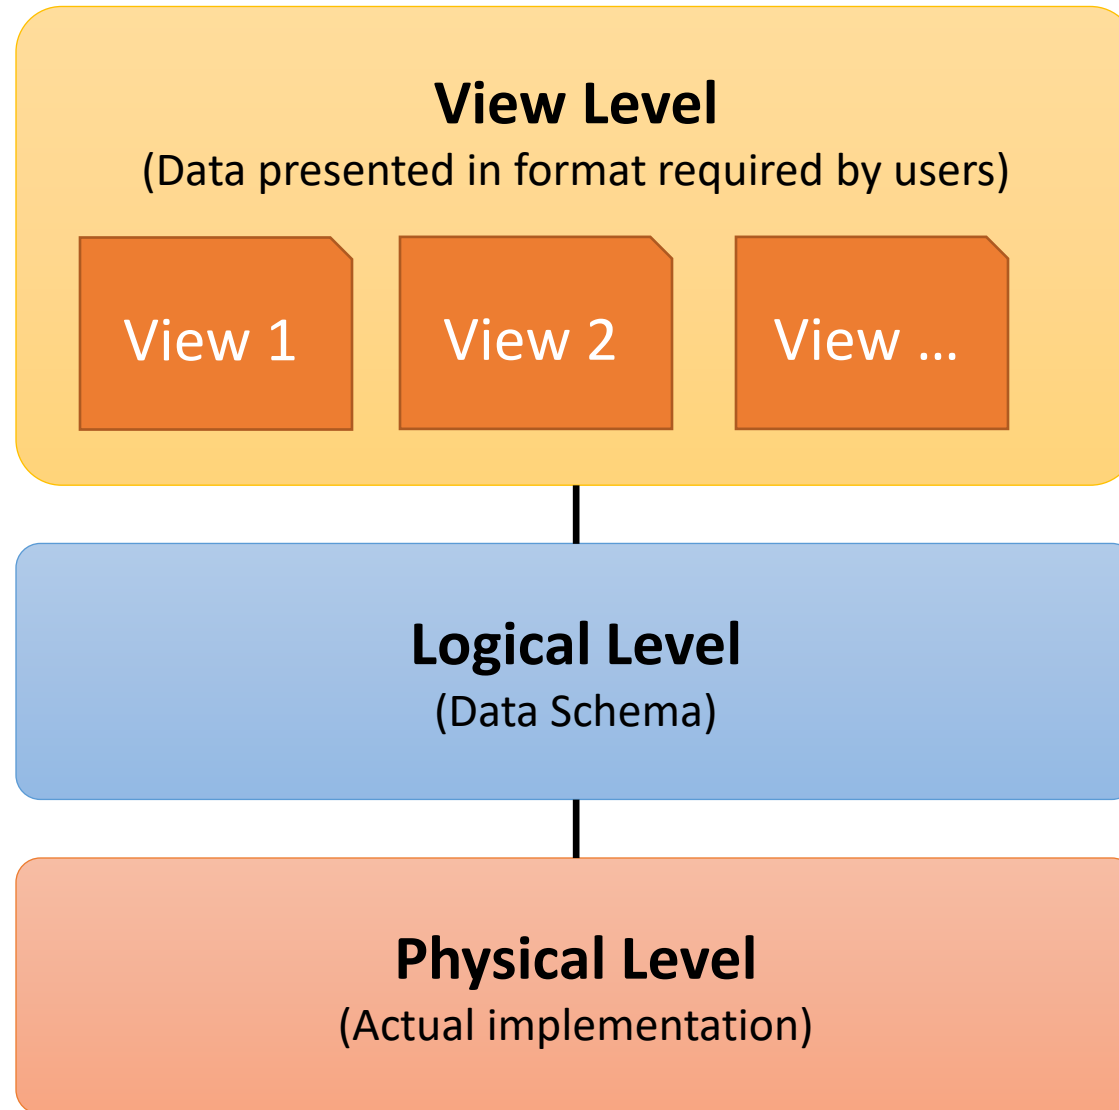 View Level
(Data presented in format required by users)
View 1
View 2
View ...
Logical Level
(Data Schema)
Physical Level
(Actual implementation)